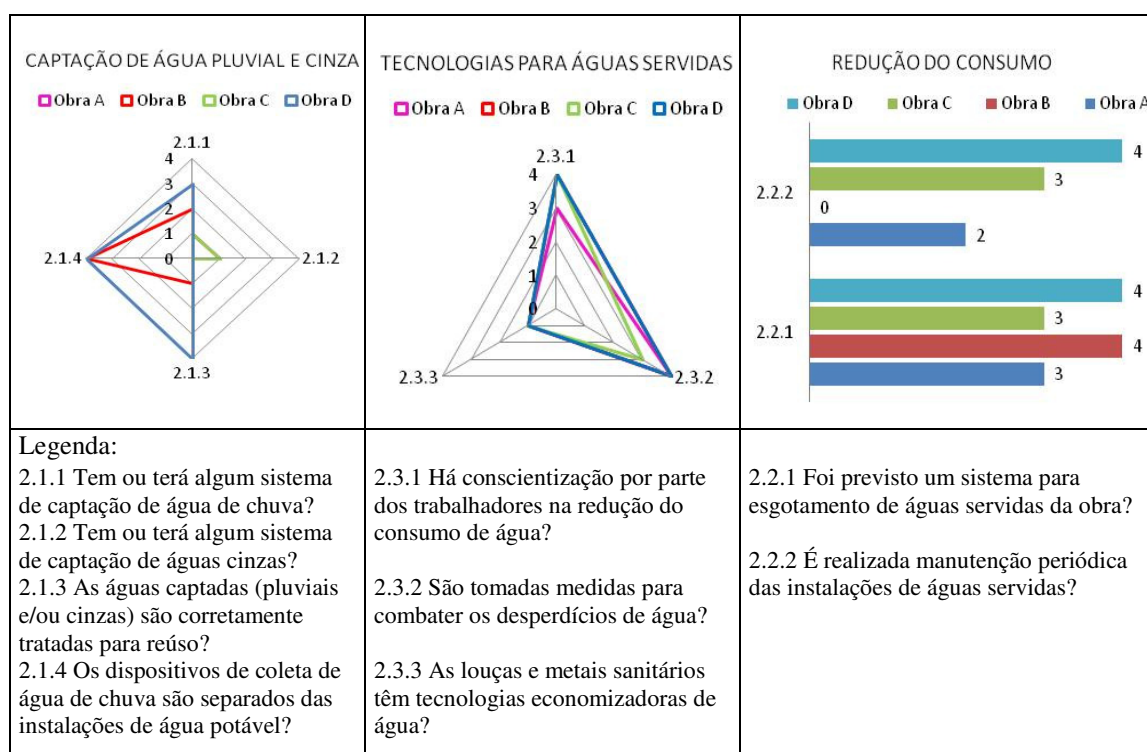 CAPTAÇÃO DE ÁGUA PLUVIAL E CINZA
Obra A Obra B Obra C Obra D
2.1.1
4
3
2
1
0
2.1.4
2.1.2
2.1.3
TECNOLOGIAS PARA ÁGUAS SERVIDAS
Obra A Obra B Obra C Obra D
2.3.1
4
3
2
1
0
2.3.3
2.3.2
REDUÇÃO DO CONSUMO
Obra D Obra C Obra B Obra A
2.2.2
4
3
0
2
2.2.1
4
3
4
3
Legenda:
2.1.1 Tem ou terá algum sistema
de captação de água de chuva?
2.1.2 Tem ou terá algum sistema
de captação de águas cinzas?
2.1.3 As águas captadas (pluviais
e/ou cinzas) são corretamente
tratadas para reúso?
2.1.4 Os dispositivos de coleta de
água de chuva são separados das
instalações de água potável?
2.3.1 Há conscientização por parte
dos trabalhadores na redução do
consumo de água?
2.3.2 São tomadas medidas para
combater os desperdícios de água?
2.3.3 As louças e metais sanitários
têm tecnologias economizadoras de
água?
2.2.1 Foi previsto um sistema para
esgotamento de águas servidas da obra?
2.2.2 É realizada manutenção periódica
das instalações de águas servidas?